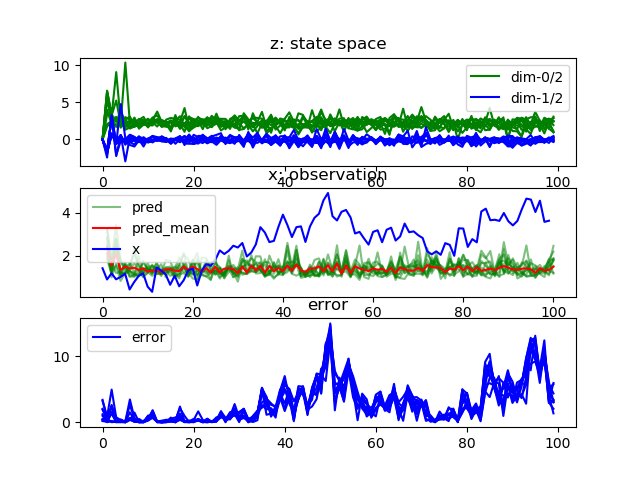 z: state space
10
5
0
dim-0/2
dim-1/2
0 20 40 60 80 100
x: observation
4
2
pred
pred_mean
x
0 20 40 60 80 100
error
10
0
error
0 20 40 60 80 100